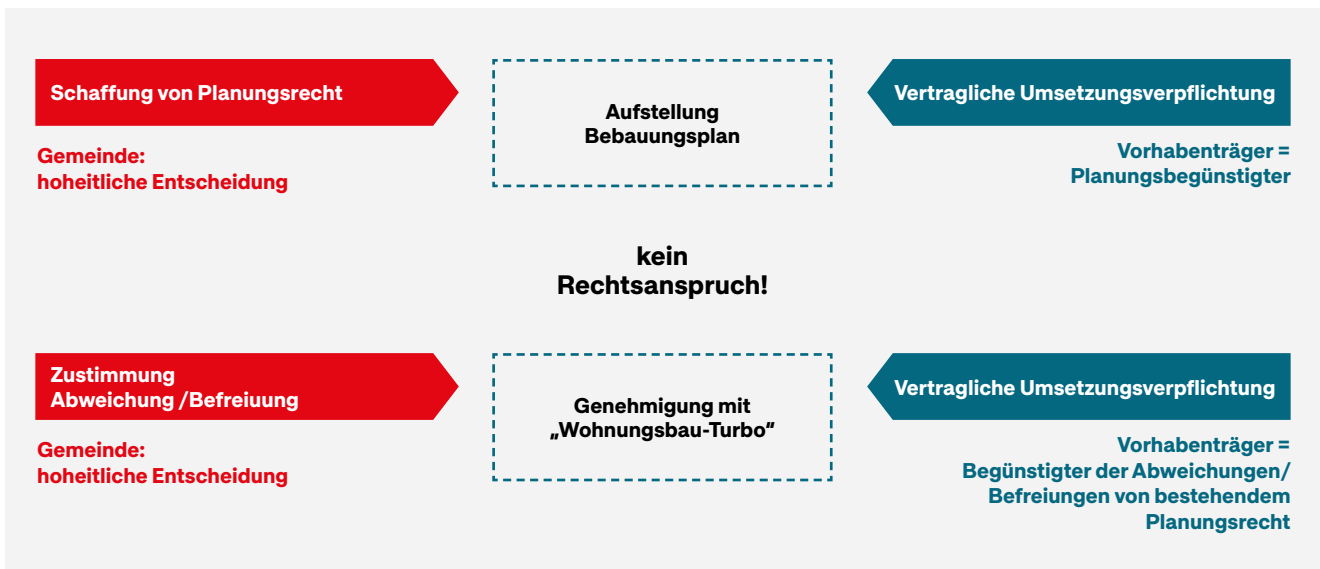 Schaffung von Planungsrecht
Gemeinde:
hoheitliche Entscheidung
Aufstellung
Bebauungsplan
Vertragliche Umsetzungsverpflichtung
Vorhabenträger =
Planungsbegünstigter
kein
Rechtsanspruch!
Zustimmung
Abweichung /Befreiuung
Gemeinde:
hoheitliche Entscheidung
Genehmigung mit
„Wohnungsbau-Turbo“
Vertragliche Umsetzungsverpflichtung
Vorhabenträger =
Begünstigter der Abweichungen/
Befreiungen von bestehendem
Planungsrecht